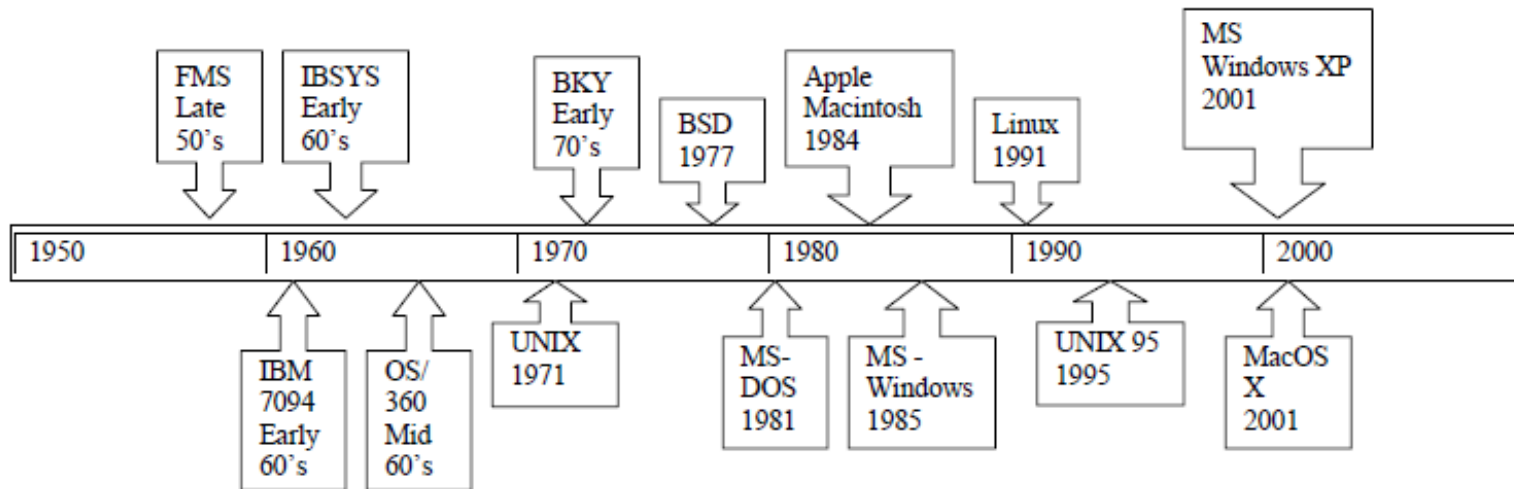 FMS
Late
50’s
IBSYS
Early
60’s
BKY
Early
70’s
BSD
1977
Apple
Macintosh
1984
Linux
1991
MS
Windows XP
2001
1950
1960
1970
1980
1990
2000
IBM
7094
Early
60’s
OS/
360
Mid
60’s
UNIX
1971
MS-
DOS
1981
MS -
Windows
1985
UNIX 95
1995
MacOS
X
2001